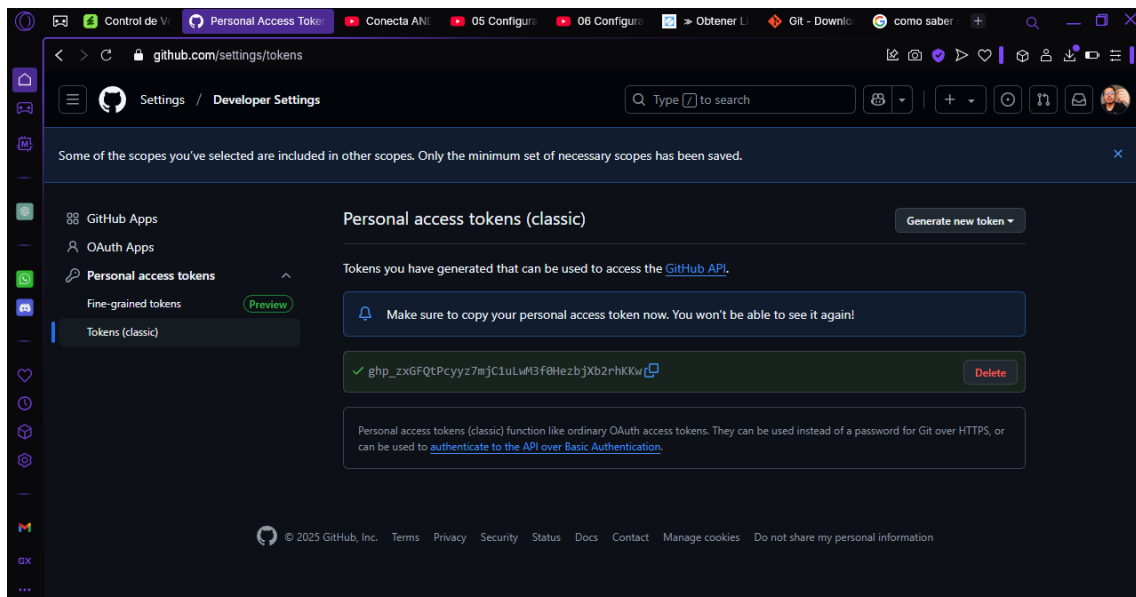 Control de V
Personal Access Toke
Conecta AN
05 Configura
06 Configura
≫ Obtener Li
Git - Downlo
como saber
github.com/settings/tokens
Settings / Developer Settings
Type / to search
Some of the scopes you've selected are included in other scopes. Only the minimum set of necessary scopes has been saved.
GitHub Apps
OAuth Apps
Personal access tokens
Fine-grained tokens
Preview
Tokens (classic)
Personal access tokens (classic)
Generate new token
Tokens you have generated that can be used to access the GitHub API.
Make sure to copy your personal access token now. You won't be able to see it again!
ghp_[access token omitted]
Delete
Personal access tokens (classic) function like ordinary OAuth access tokens. They can be used instead of a password for Git over HTTPS, or
can be used to authenticate to the API over Basic Authentication.
© 2025 GitHub, Inc. Terms Privacy Security Status Docs Contact Manage cookies Do not share my personal information
GX